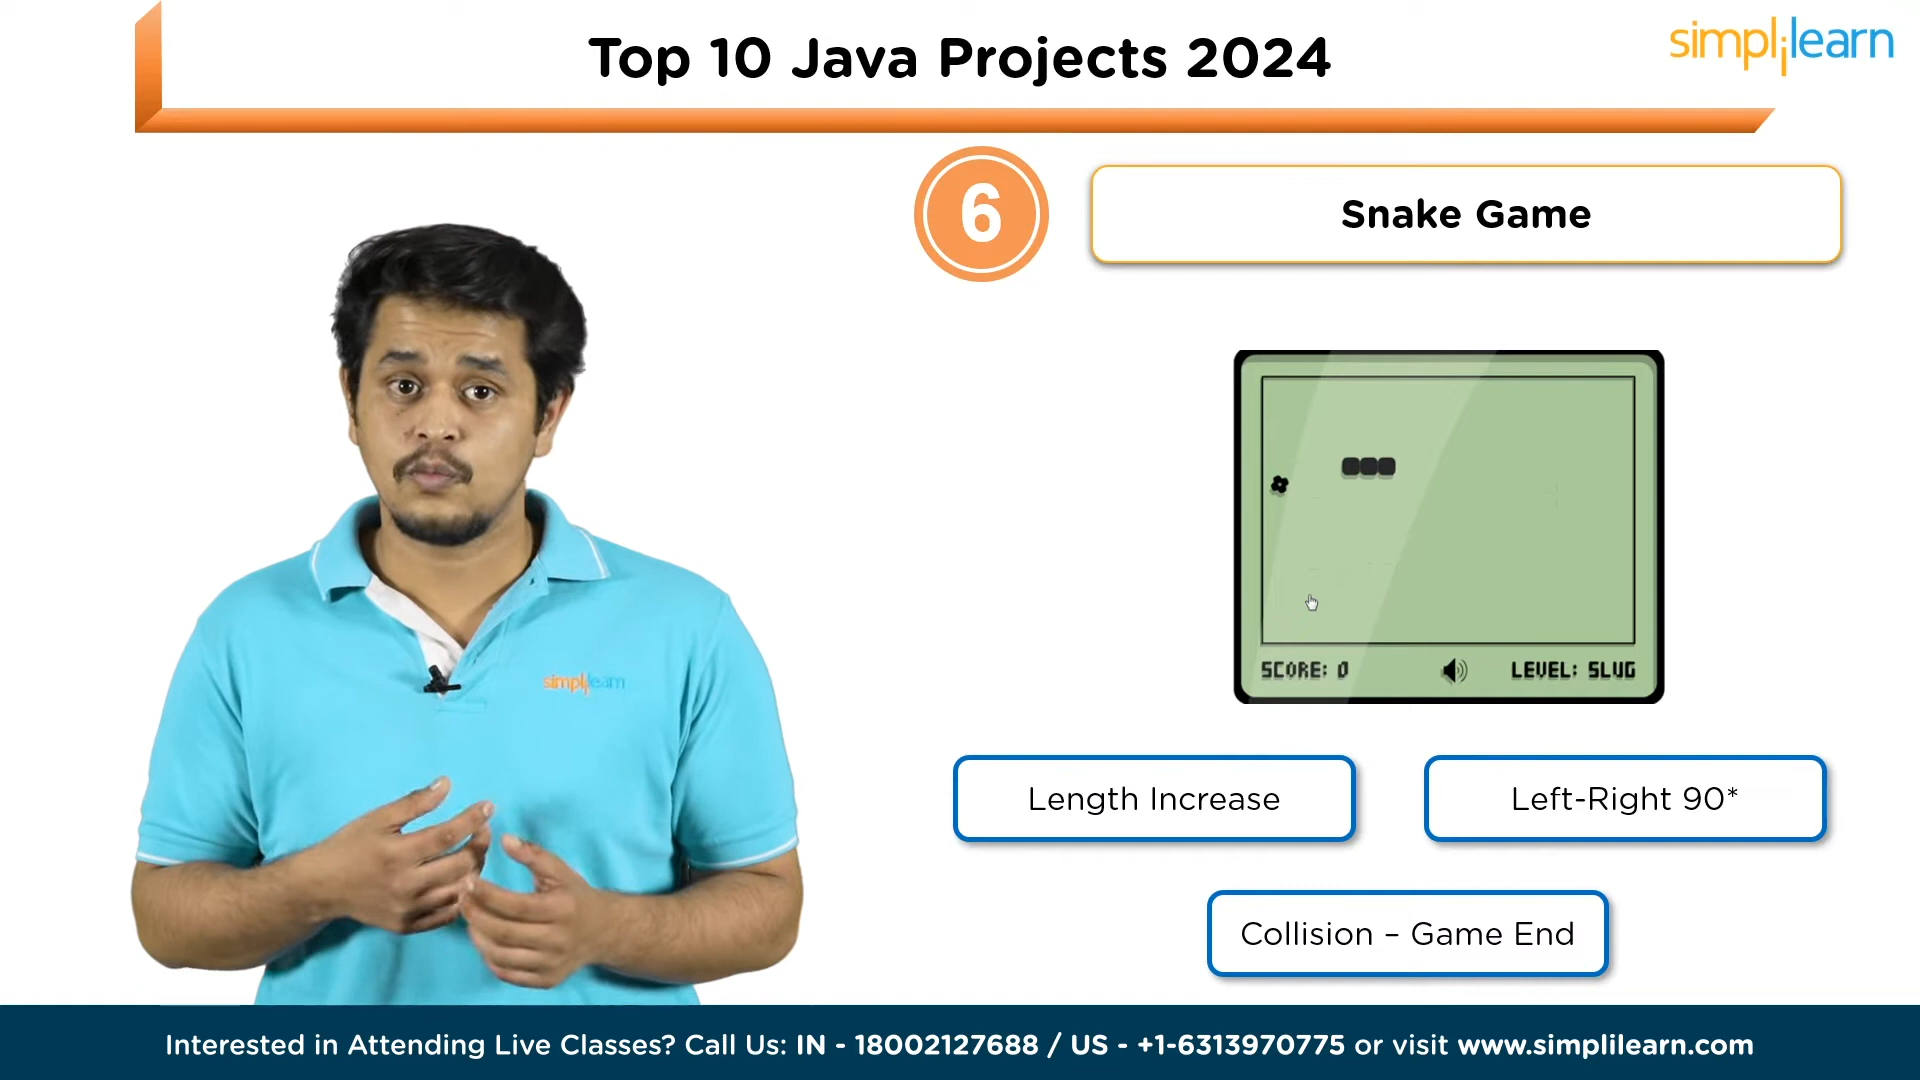 Top 10 Java Projects 2024
simplilearn
6
Snake Game
SCORE: 0
LEVEL: SLUG
simplilearn
Length Increase
Left-Right 90*
Collision – Game End
Interested in Attending Live Classes? Call Us: IN - 18002127688 / US - +1-6313970775 or visit www.simplilearn.com